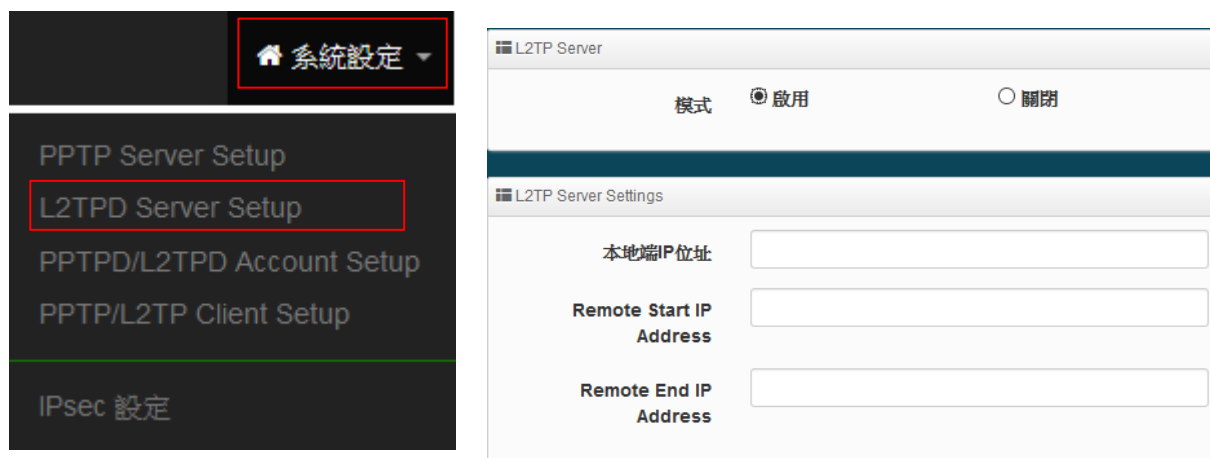 系統設定
PPTP Server Setup
L2TPD Server Setup
PPTPD/L2TPD Account Setup
PPTP/L2TP Client Setup
IPsec 設定
L2TP Server
模式 啟用 關閉
L2TP Server Settings
本地端IP位址
Remote Start IP
Address
Remote End IP
Address